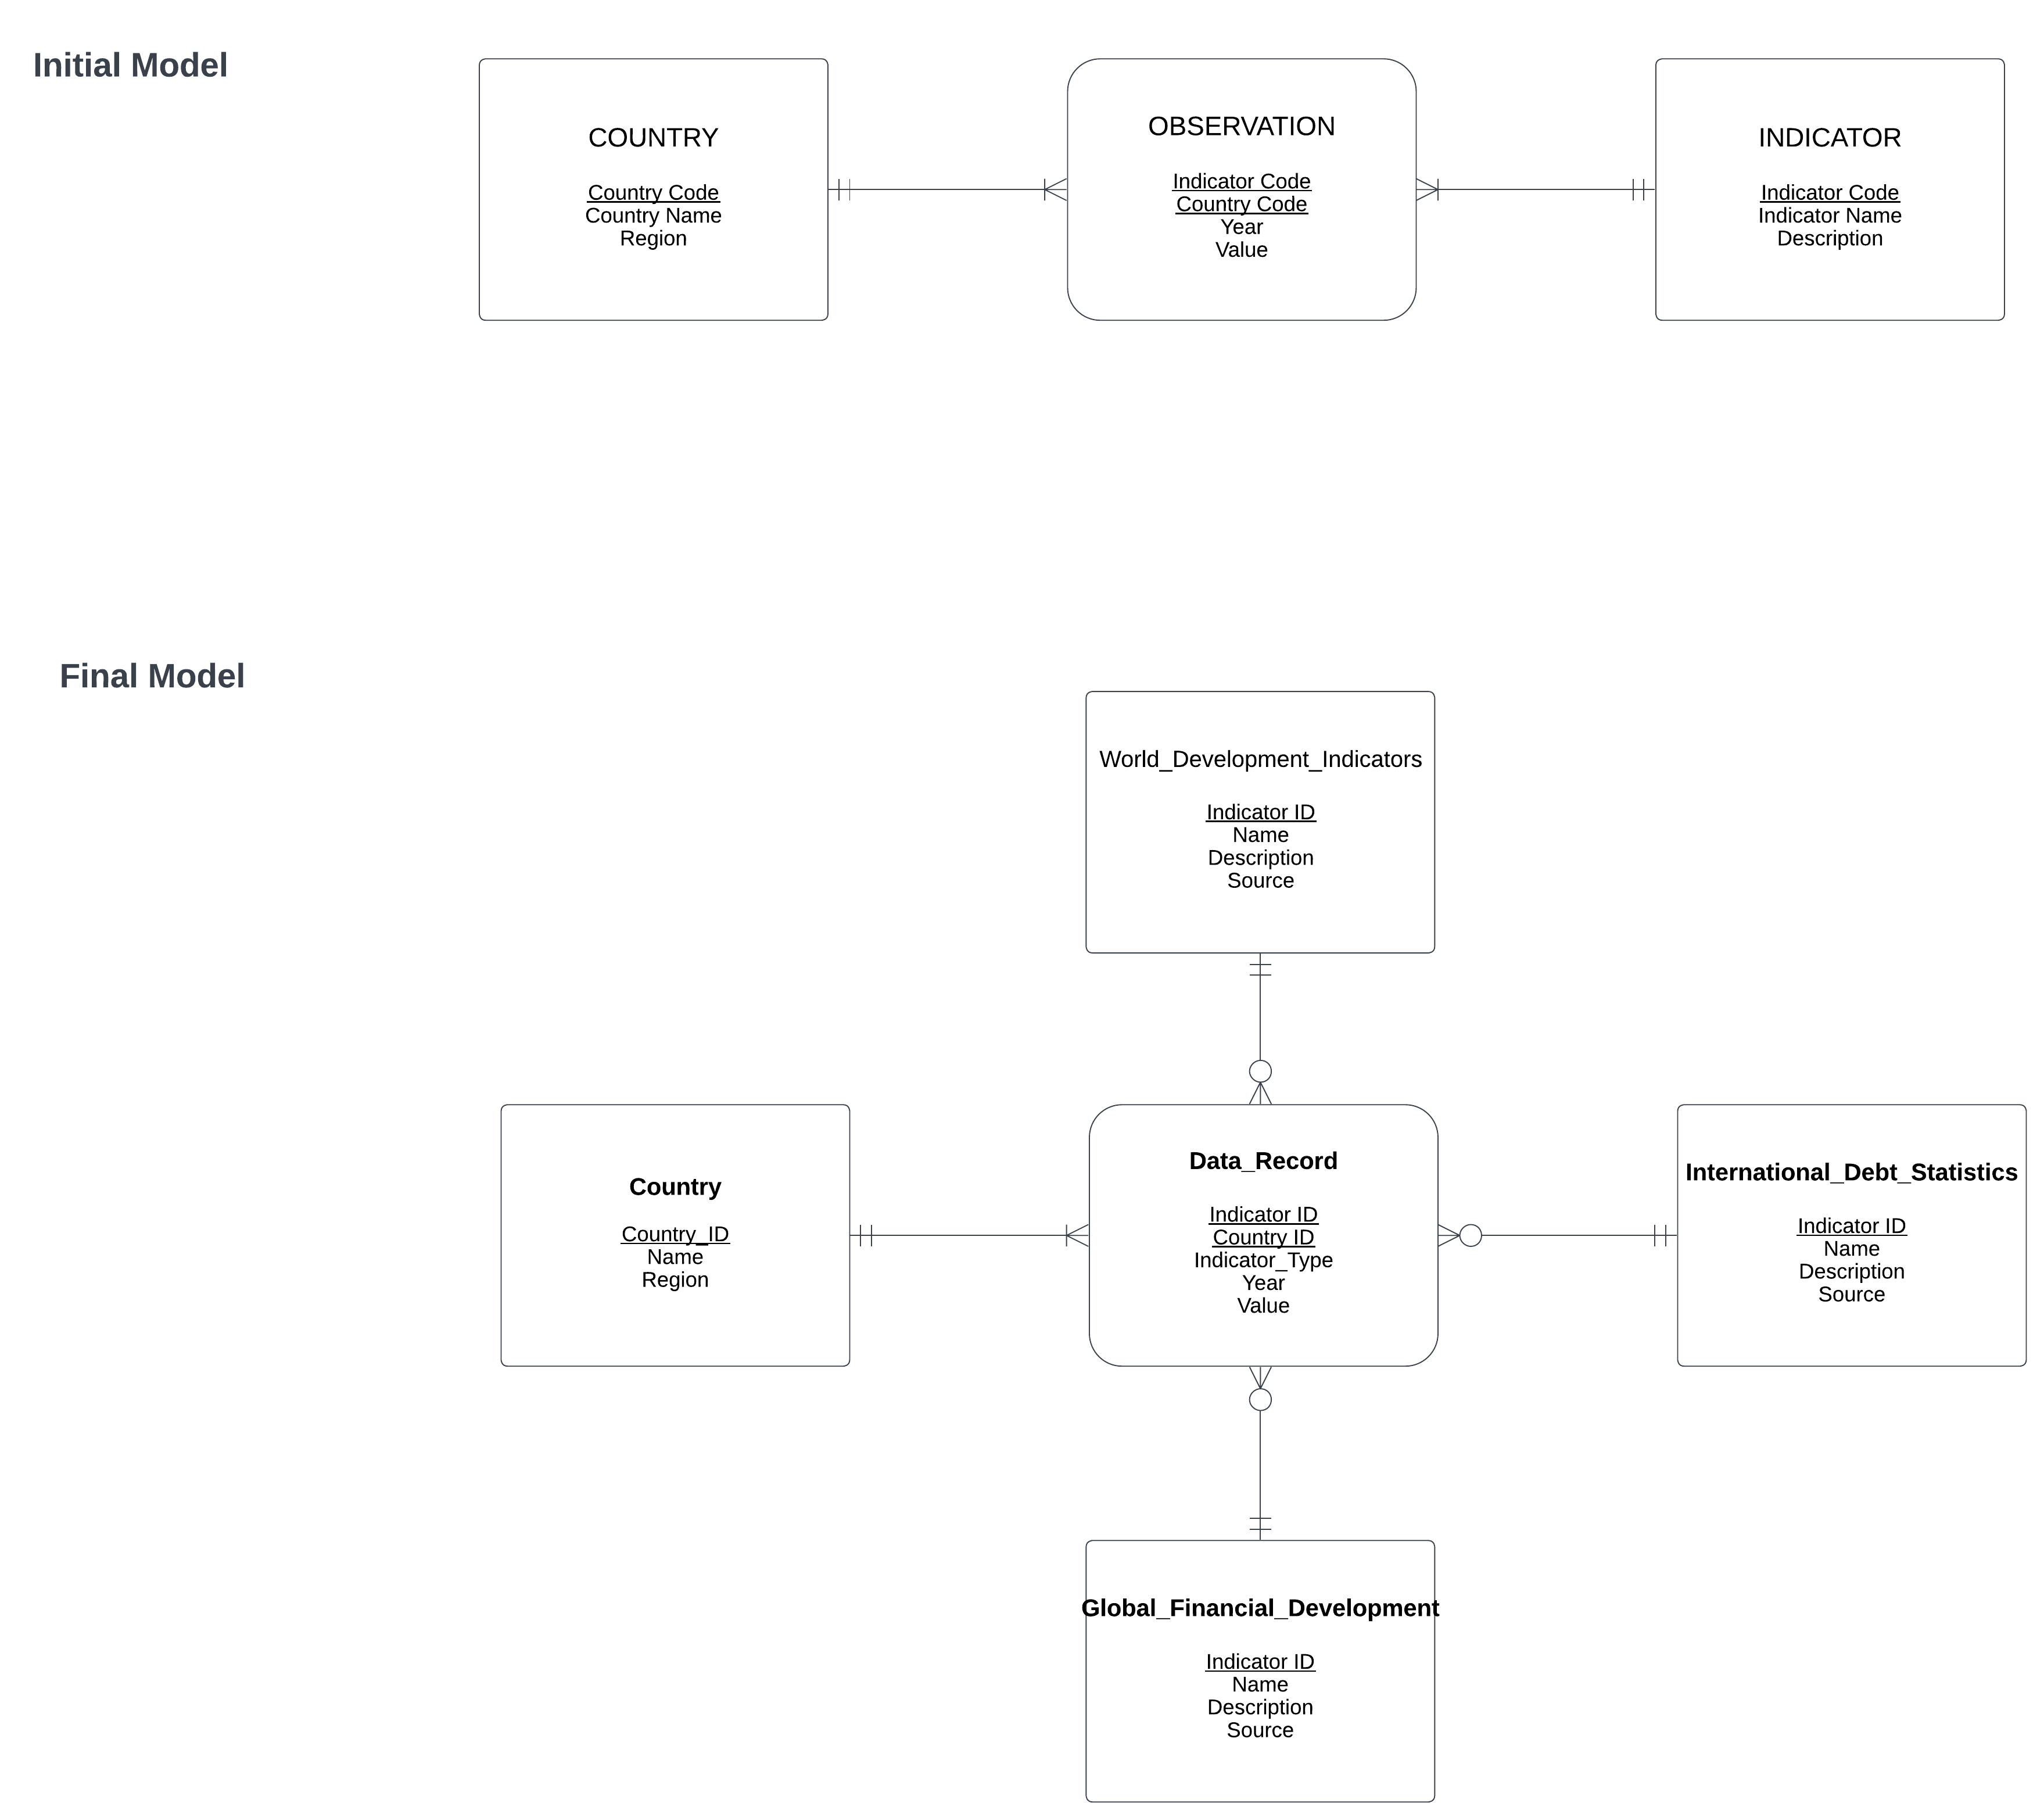 Initial Model
COUNTRY
Country Code
Country Name
Region
OBSERVATION
Indicator Code
Country Code
Year
Value
INDICATOR
Indicator Code
Indicator Name
Description
Final Model
World_Development_Indicators
Indicator ID
Name
Description
Source
Country
Country_ID
Name
Region
Data_Record
Indicator ID
Country ID
Indicator_Type
Year
Value
International_Debt_Statistics
Indicator ID
Name
Description
Source
Global_Financial_Development
Indicator ID
Name
Description
Source